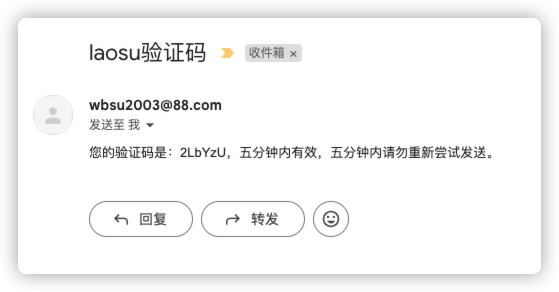 laosu验证码 收件箱 ×
wbsu2003@88.com
发送至 我
您的验证码是：2LbYzU，五分钟内有效，五分钟内请勿重新尝试发送。
回复 转发